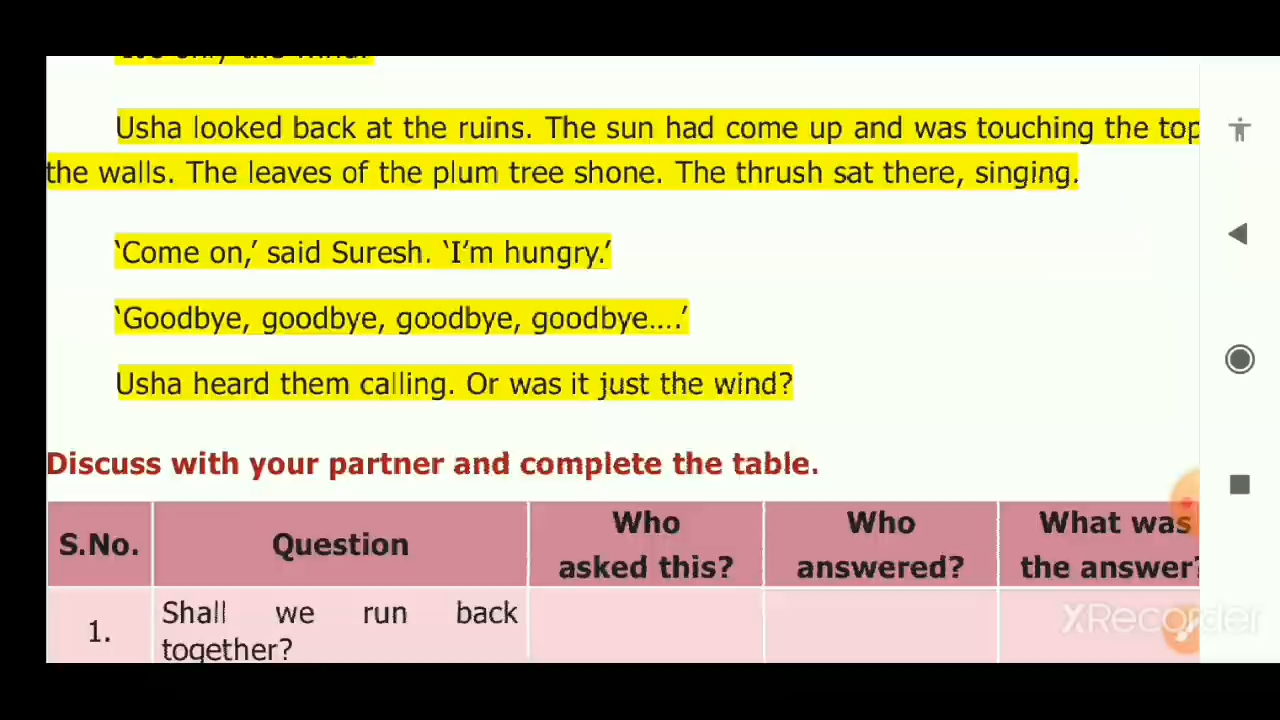 only the wind.'
Usha looked back at the ruins. The sun had come up and was touching the top
the walls. The leaves of the plum tree shone. The thrush sat there, singing.
'Come on,' said Suresh. 'I'm hungry.'
'Goodbye, goodbye, goodbye, goodbye....'
Usha heard them calling. Or was it just the wind?
Discuss with your partner and complete the table.
S.No. Question Who asked this? Who answered? What was the answer?
1. Shall we run back
together?
XRecorder